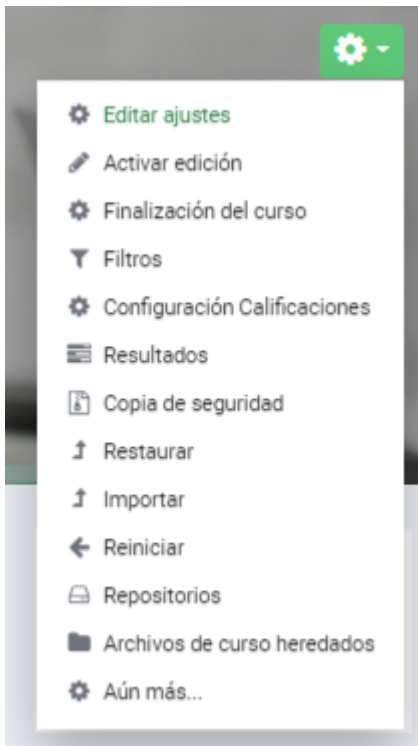 Editar ajustes
Activar edición
Finalización del curso
Filtros
Configuración Calificaciones
Resultados
Copia de seguridad
Restaurar
Importar
Reiniciar
Repositorios
Archivos de curso heredados
Aún más...